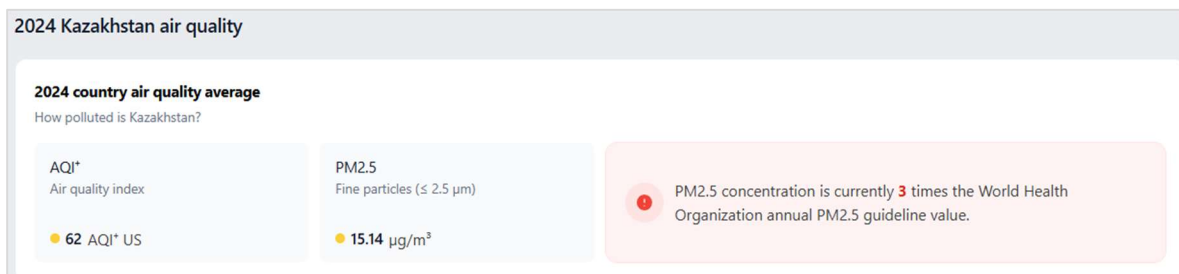 2024 Kazakhstan air quality
2024 country air quality average
How polluted is Kazakhstan?
AQI⁺
Air quality index
62 AQI⁺ US
PM2.5
Fine particles (≤ 2.5 µm)
15.14 µg/m³
PM2.5 concentration is currently 3 times the World Health
Organization annual PM2.5 guideline value.